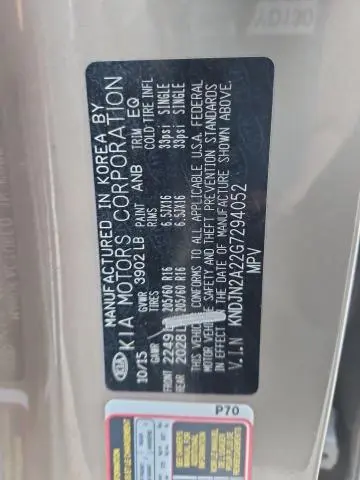 MANUFACTURED IN KOREA BY
KIA KIA MOTORS CORPORATION
10/15 GVWR 3902 LB PAINT ANB TRIM EQ
GAWR TIRES RIMS COLD TIRE INFL
FRONT 2249 205/60 R16 6.5JX16 33psi SINGLE
REAR 2028 205/60 R16 6.5JX16 33psi SINGLE
THIS VEHICLE CONFORMS TO ALL APPLICABLE U.S.A. FEDERAL
MOTOR VEHICLE SAFETY AND THEFT PREVENTION STANDARDS
IN EFFECT ON THE DATE OF MANUFACTURE SHOWN ABOVE.
V.I.N KNDJN2A22G7294052
MPV
P70